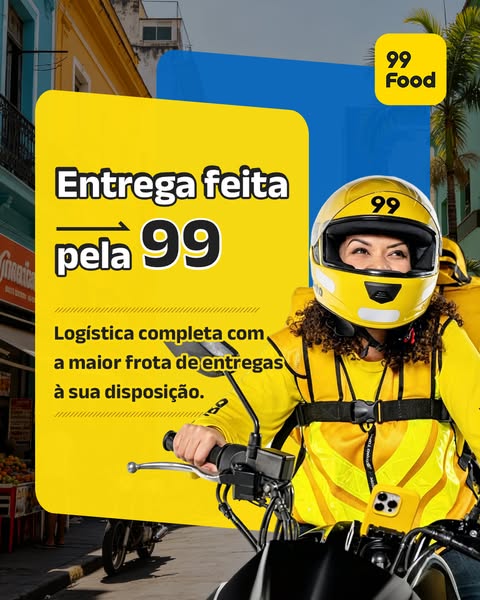 99
Food
Entrega feita
pela 99
99
Logística completa com
a maior frota de entregas
à sua disposição.